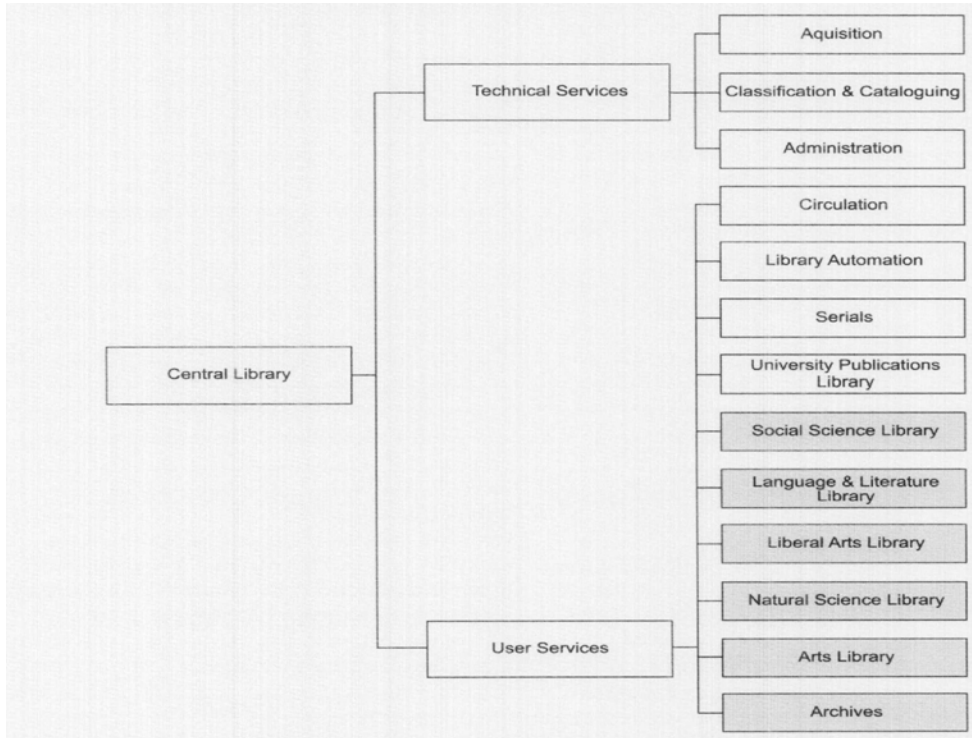 Aquisition
Technical Services
Classification & Cataloguing
Administration
Circulation
Library Automation
Serials
Central Library
University Publications
Library
Social Science Library
Language & Literature
Library
Liberal Arts Library
Natural Science Library
User Services
Arts Library
Archives